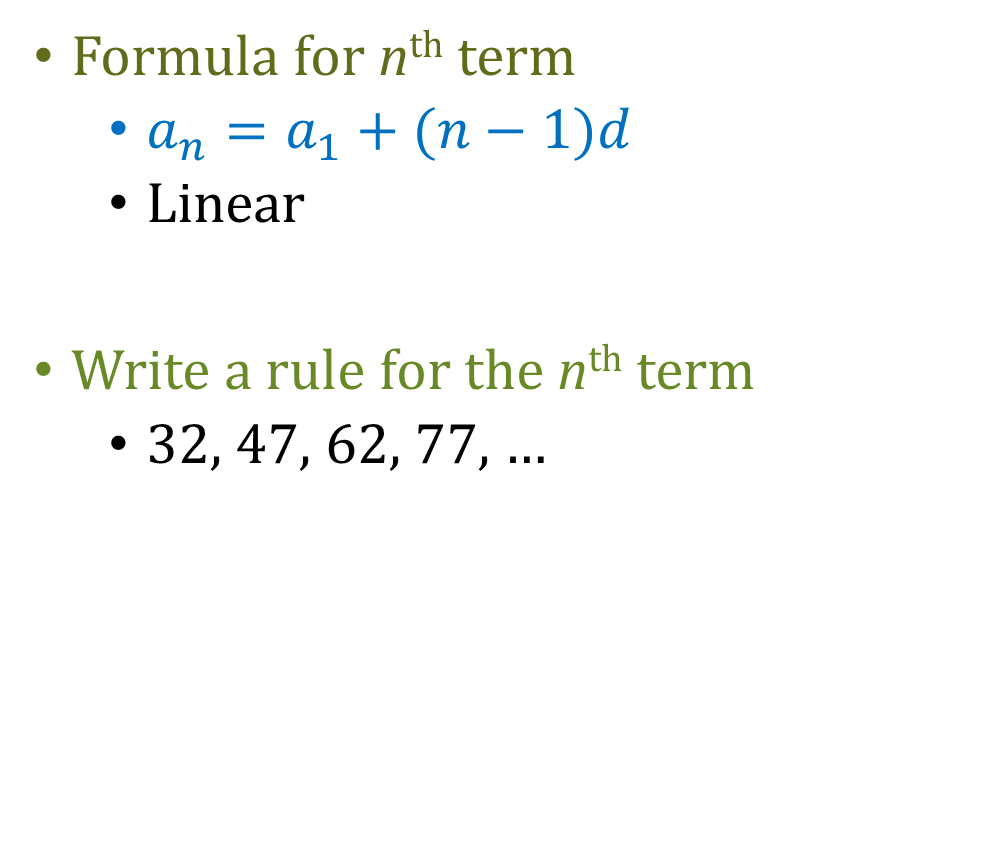 • Formula for nᵗʰ term
• aₙ = a₁ + (n − 1)d
• Linear
• Write a rule for the nᵗʰ term
• 32, 47, 62, 77, …